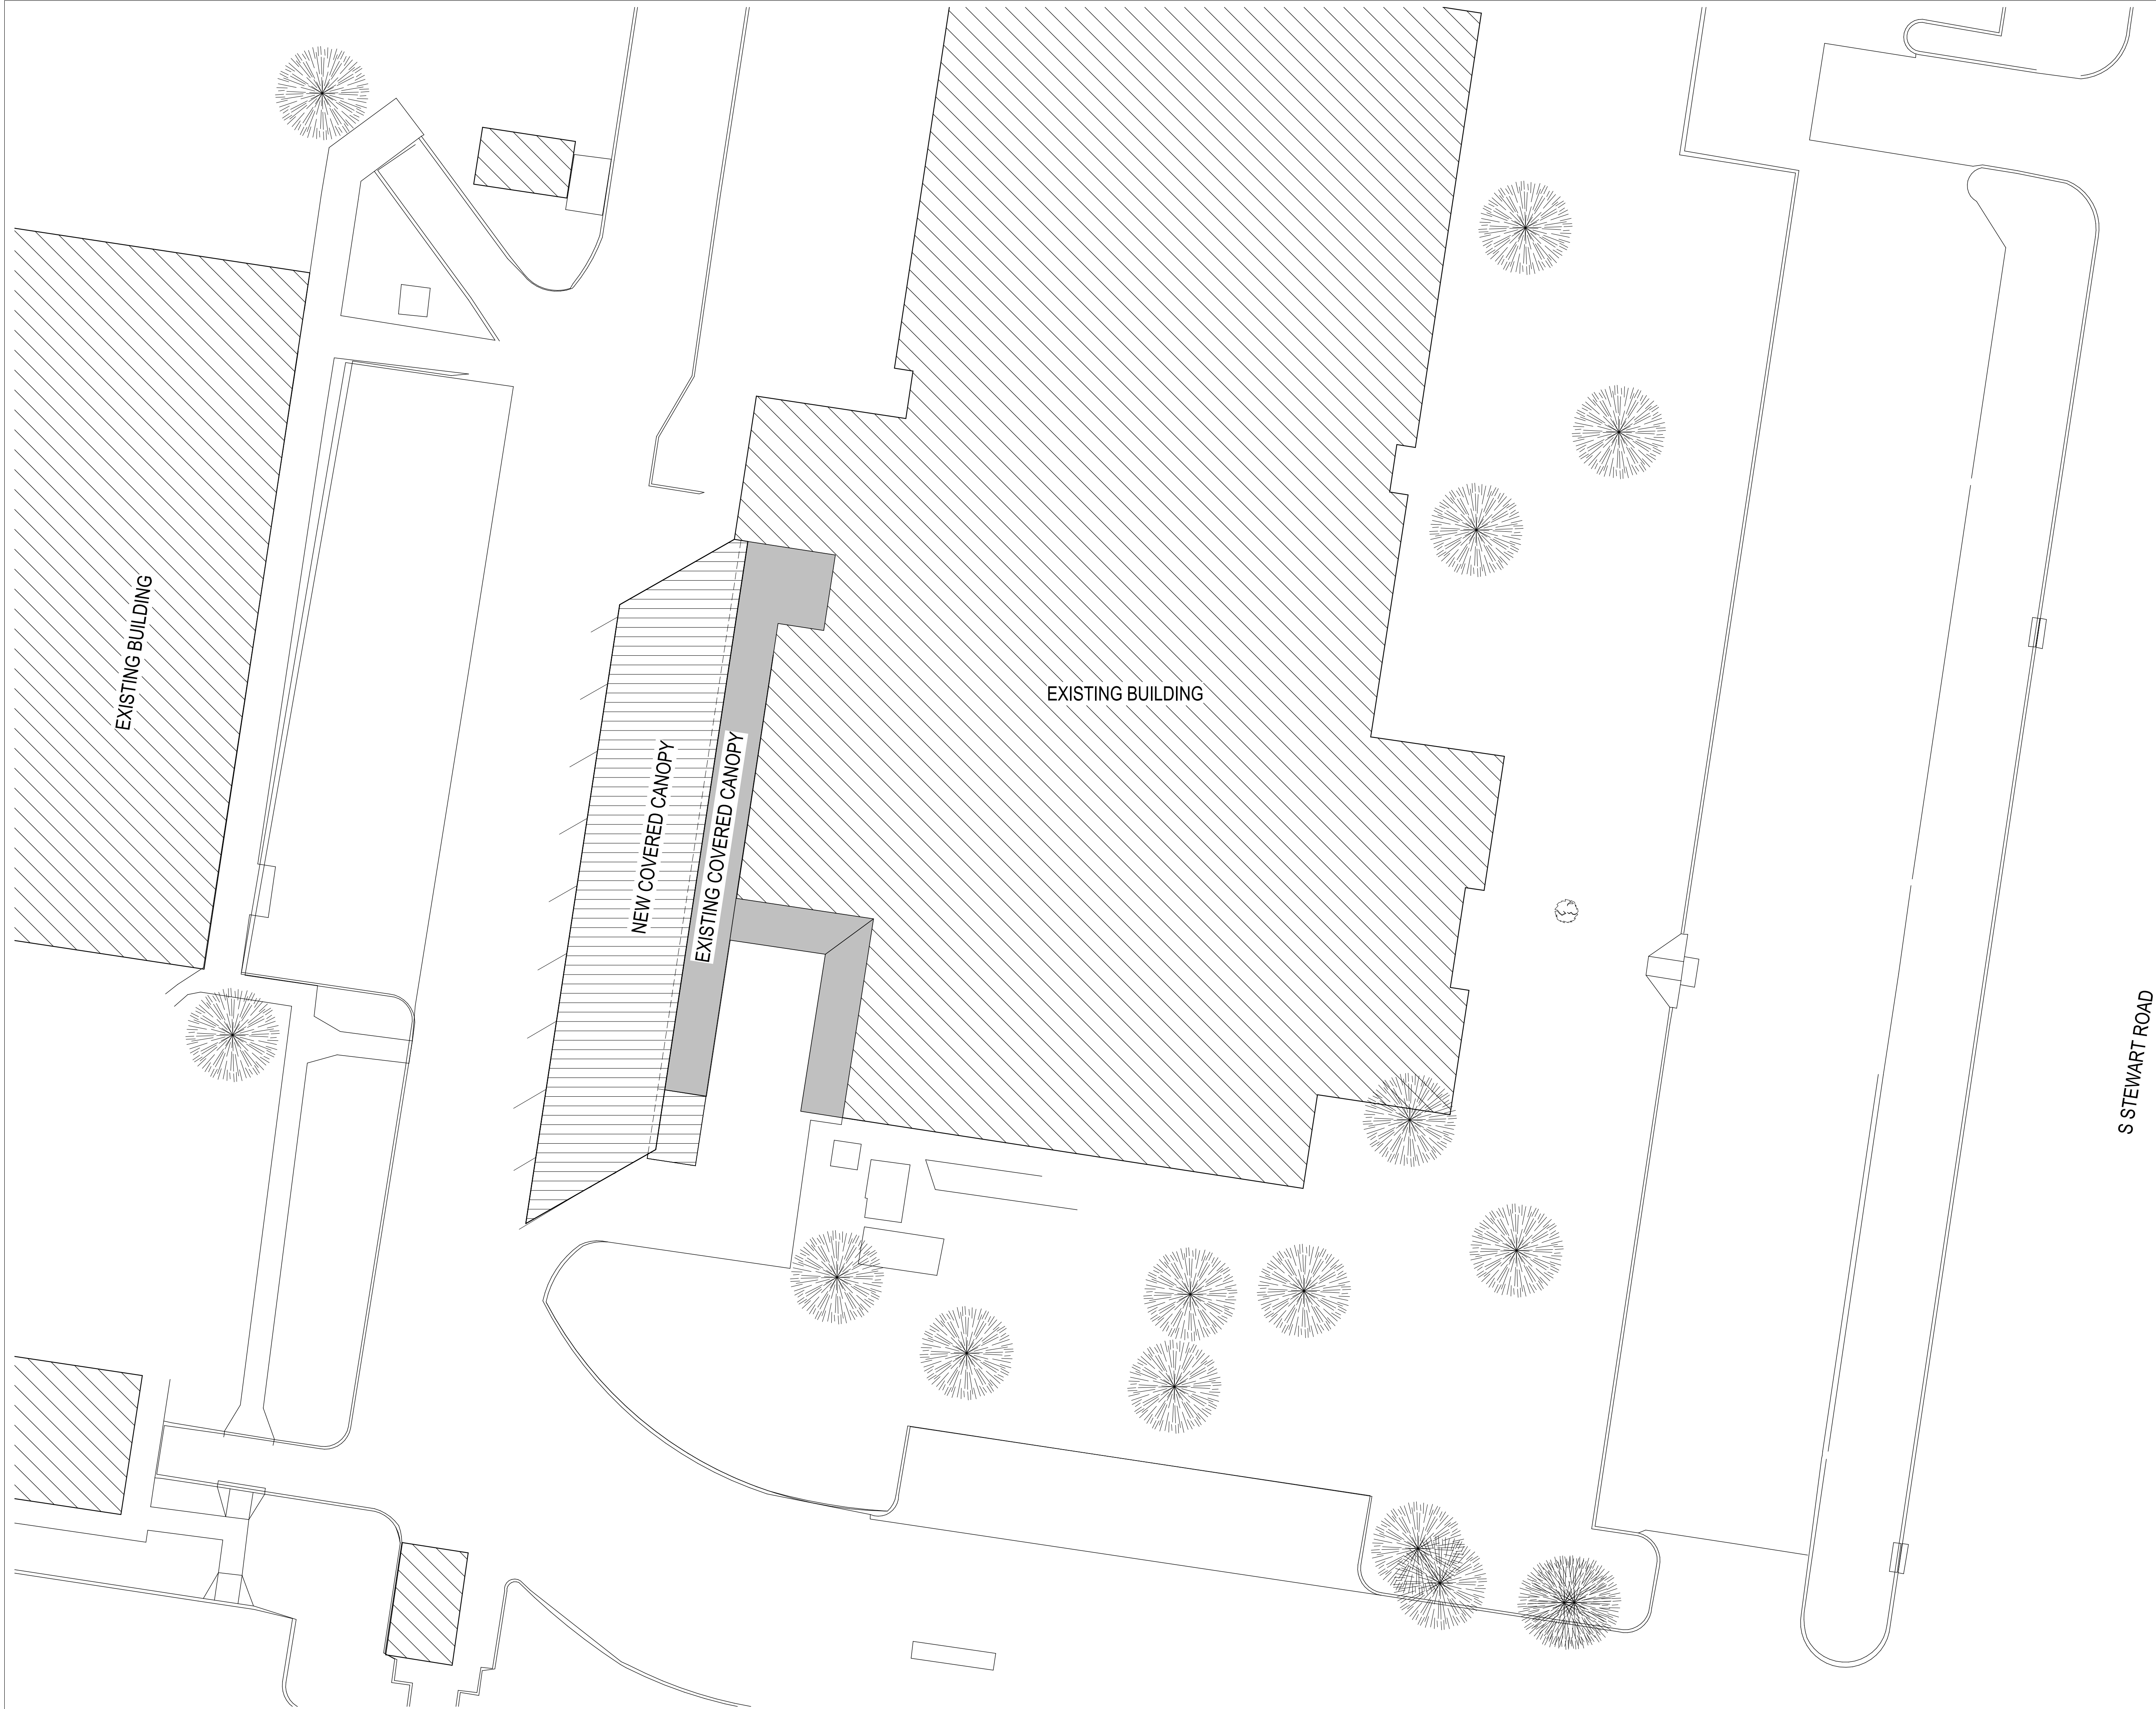 EXISTING BUILDING
EXISTING BUILDING
NEW COVERED CANOPY
EXISTING COVERED CANOPY
S STEWART ROAD